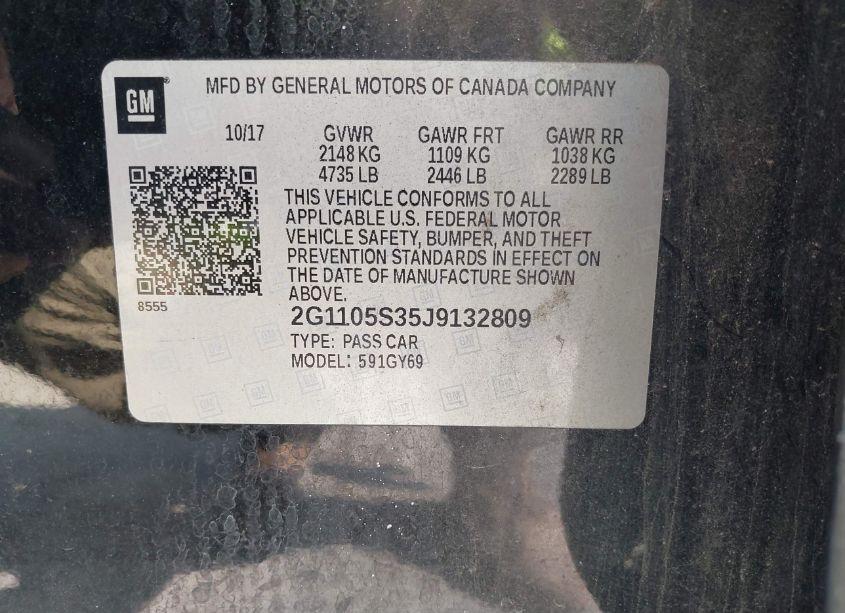 GM
MFD BY GENERAL MOTORS OF CANADA COMPANY
10/17 GVWR GAWR FRT GAWR RR
2148 KG 1109 KG 1038 KG
4735 LB 2446 LB 2289 LB
THIS VEHICLE CONFORMS TO ALL
APPLICABLE U.S. FEDERAL MOTOR
VEHICLE SAFETY, BUMPER, AND THEFT
PREVENTION STANDARDS IN EFFECT ON
THE DATE OF MANUFACTURE SHOWN
ABOVE.
8555
2G1105S35J9132809
TYPE: PASS CAR
MODEL: 591GY69